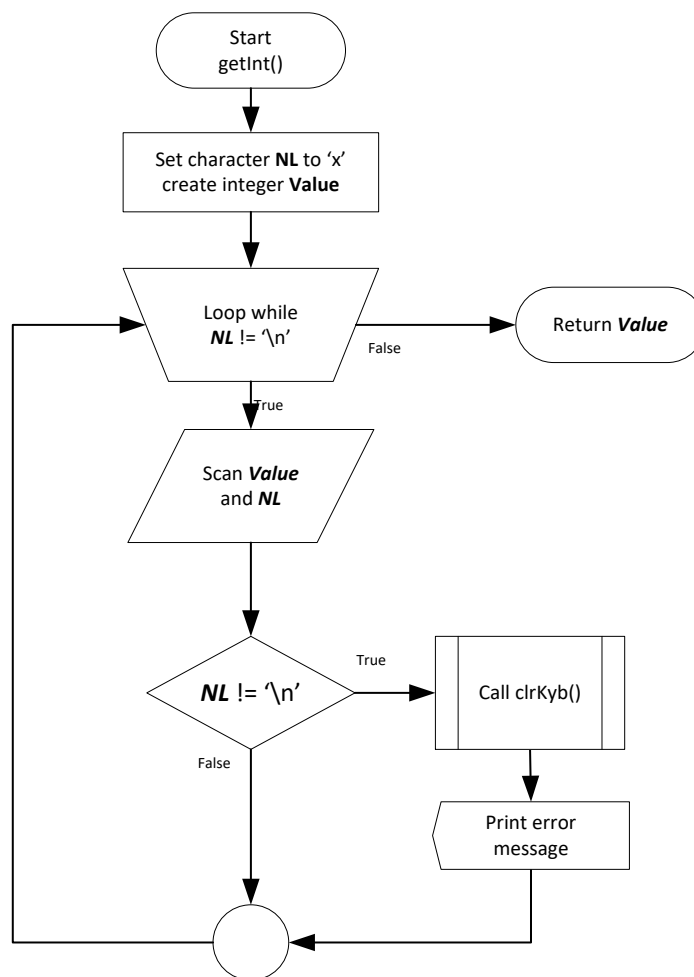 Start
getInt()
Set character NL to ‘x’
create integer Value
Loop while
NL != ‘\n’
False
Return Value
True
Scan Value
and NL
NL != ‘\n’
True
Call clrKyb()
False
Print error
message